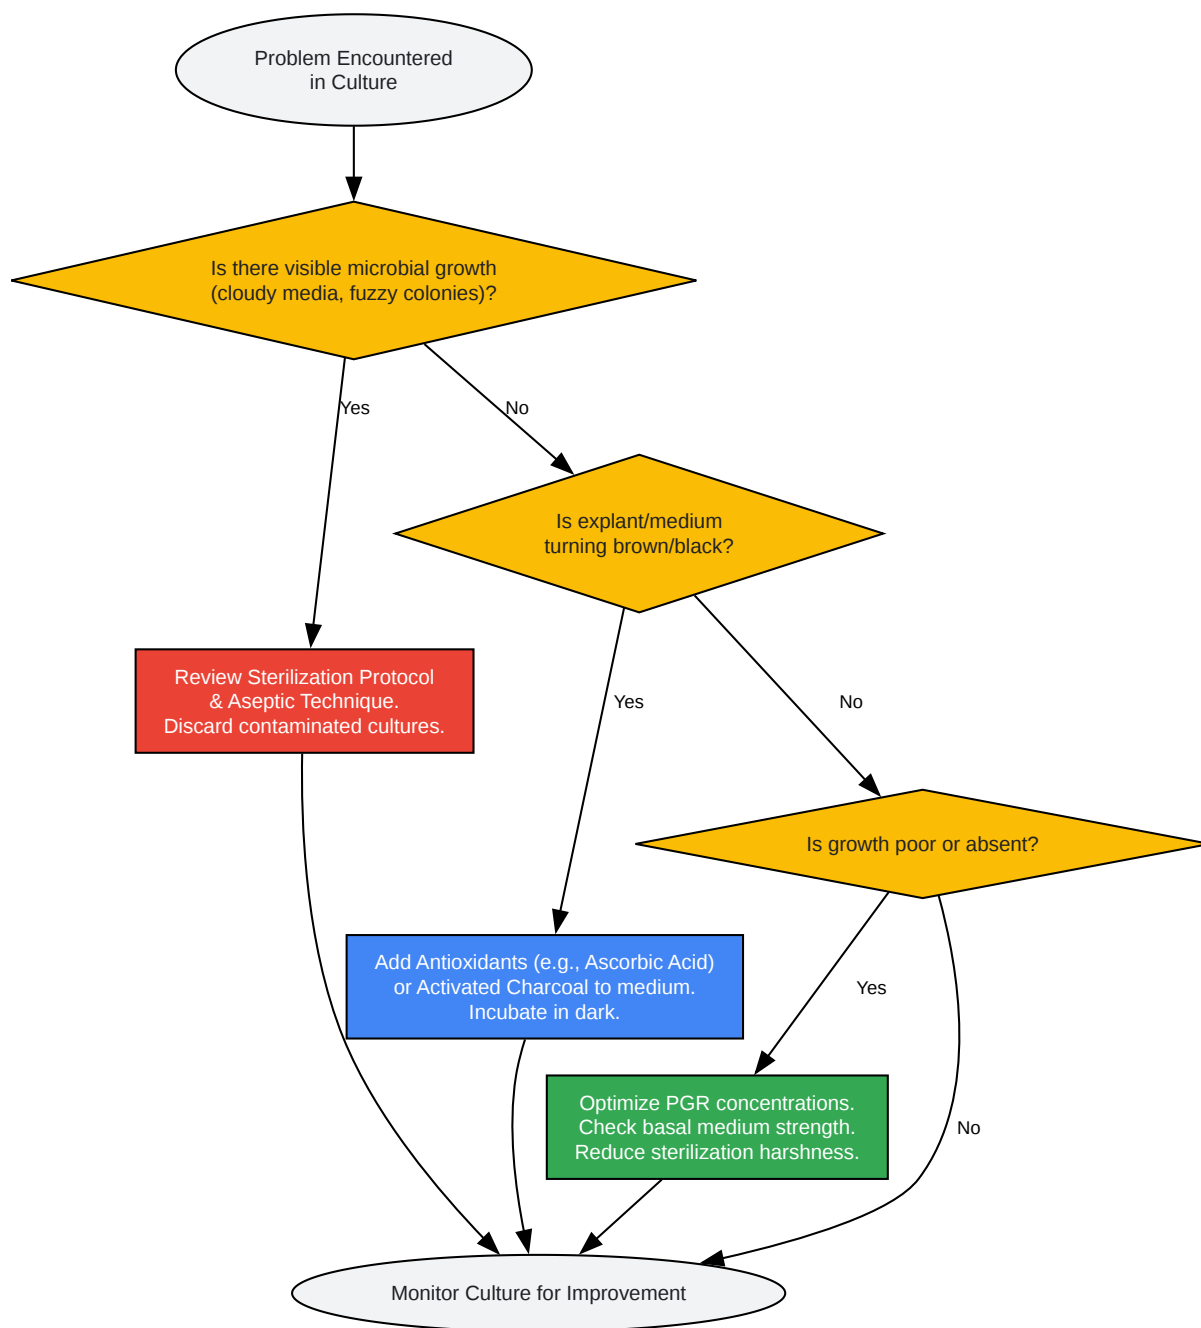 Problem Encountered
in Culture
Is there visible microbial growth
(cloudy media, fuzzy colonies)?
Yes
No
Is explant/medium
turning brown/black?
Review Sterilization Protocol
& Aseptic Technique.
Discard contaminated cultures.
Yes
No
Is growth poor or absent?
Add Antioxidants (e.g., Ascorbic Acid)
or Activated Charcoal to medium.
Incubate in dark.
Yes
Optimize PGR concentrations.
Check basal medium strength.
Reduce sterilization harshness.
No
Monitor Culture for Improvement